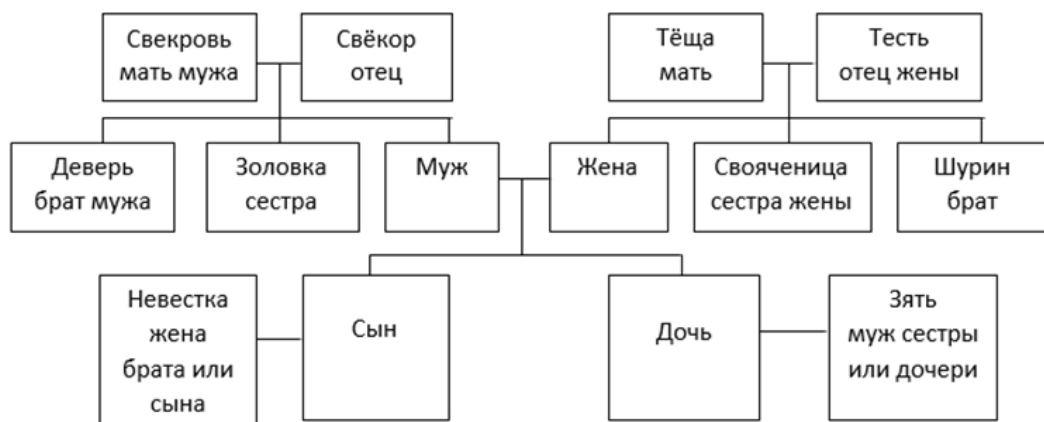 Свекровь
мать мужа
Свёкор
отец
Тёща
мать
Тесть
отец жены
Деверь
брат мужа
Золовка
сестра
Муж
Жена
Свояченица
сестра жены
Шурин
брат
Невестка
жена
брата или
сына
Сын
Дочь
Зять
муж сестры
или дочери